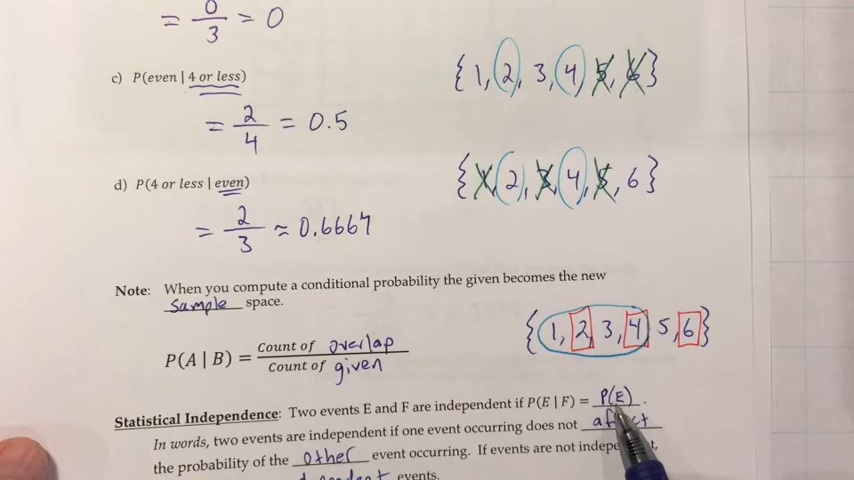 = 0/3 = 0
c) P(even | 4 or less)
{1, 2, 3, 4, 5, 6}
= 2/4 = 0.5
d) P(4 or less | even)
{1, 2, 3, 4, 5, 6}
= 2/3 ≈ 0.6667
Note: When you compute a conditional probability the given becomes the new
sample space.
{1, 2, 3, 4, 5, 6}
P(A | B) = Count of overlap / Count of given
Statistical Independence: Two events E and F are independent if P(E | F) = P(E).
In words, two events are independent if one event occurring does not affect
the probability of the other event occurring. If events are not
events.